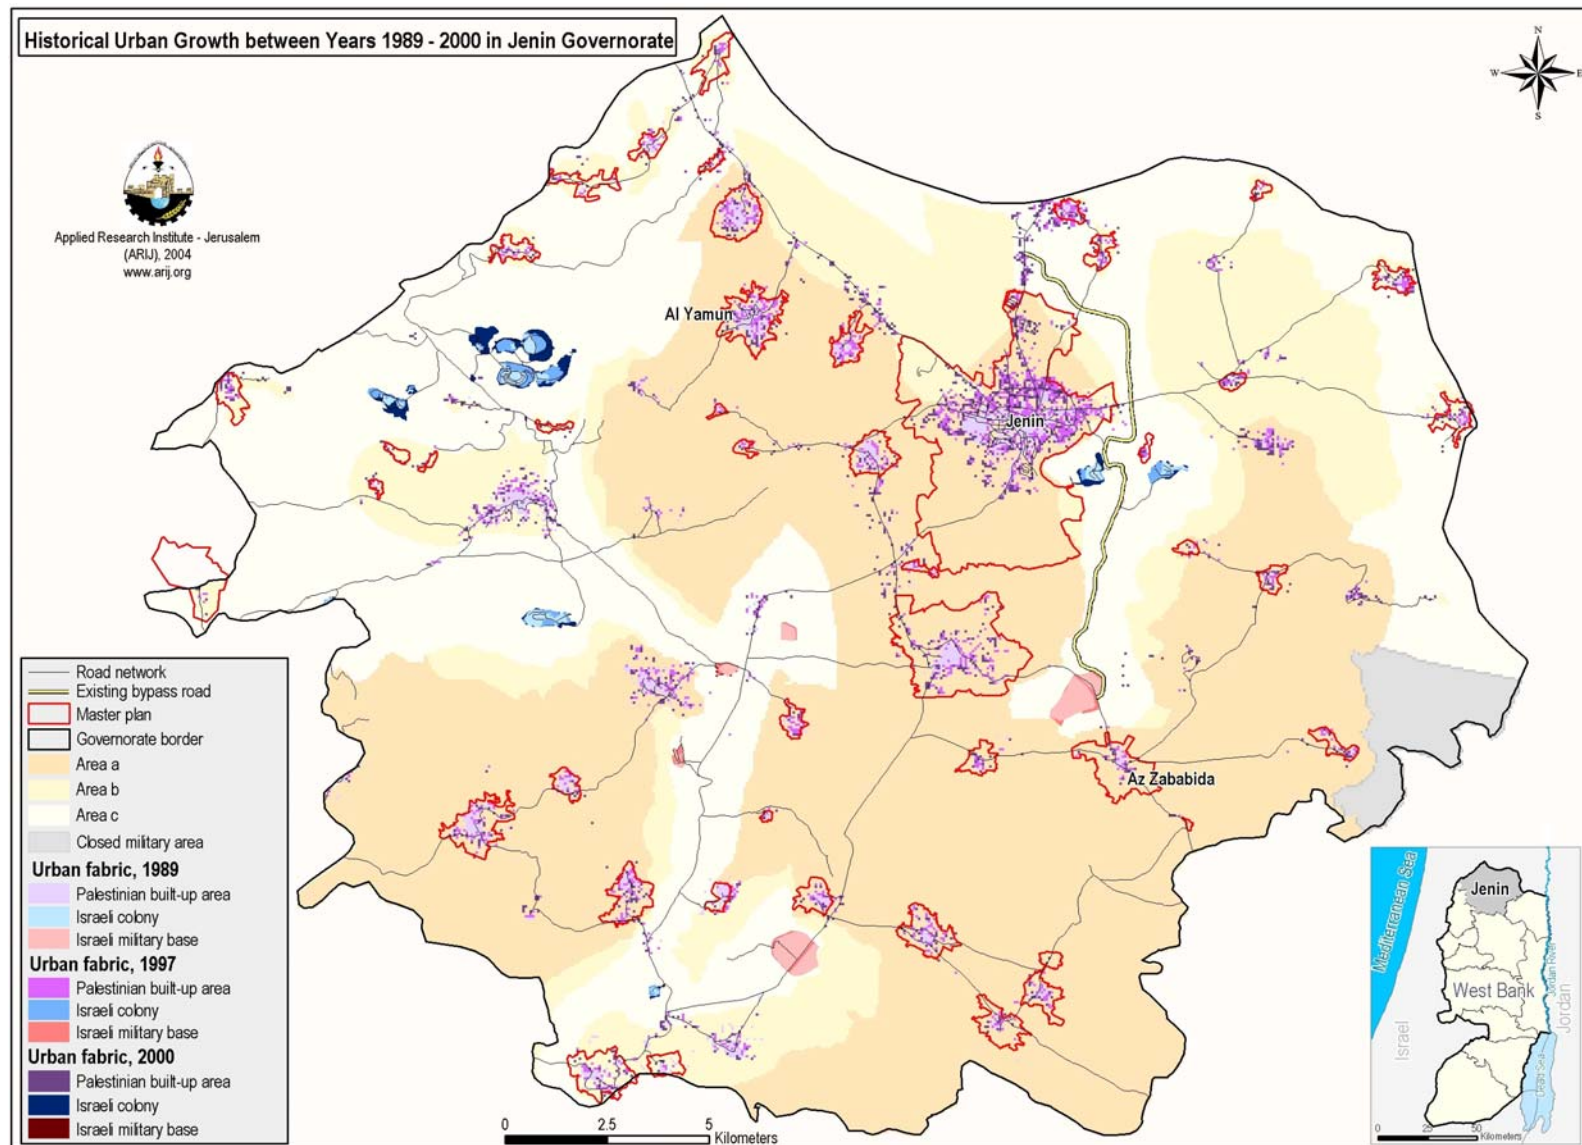 Historical Urban Growth between Years 1989 - 2000 in Jenin Governorate
N
W
E
S
Applied Research Institute - Jerusalem
(ARIJ), 2004
www.arij.org
Al Yamun
Jenin
Az Zababida
Road network
Existing bypass road
Master plan
Governorate border
Area a
Area b
Area c
Closed military area
Urban fabric, 1989
Palestinian built-up area
Israeli colony
Israeli military base
Urban fabric, 1997
Palestinian built-up area
Israeli colony
Israeli military base
Urban fabric, 2000
Palestinian built-up area
Israeli colony
Israeli military base
0 2.5 5
Kilometers
Mediterranean Sea
Jenin
West Bank
Jordan River
Jordan
Israel
Dead Sea
0 25 50
Kilometers